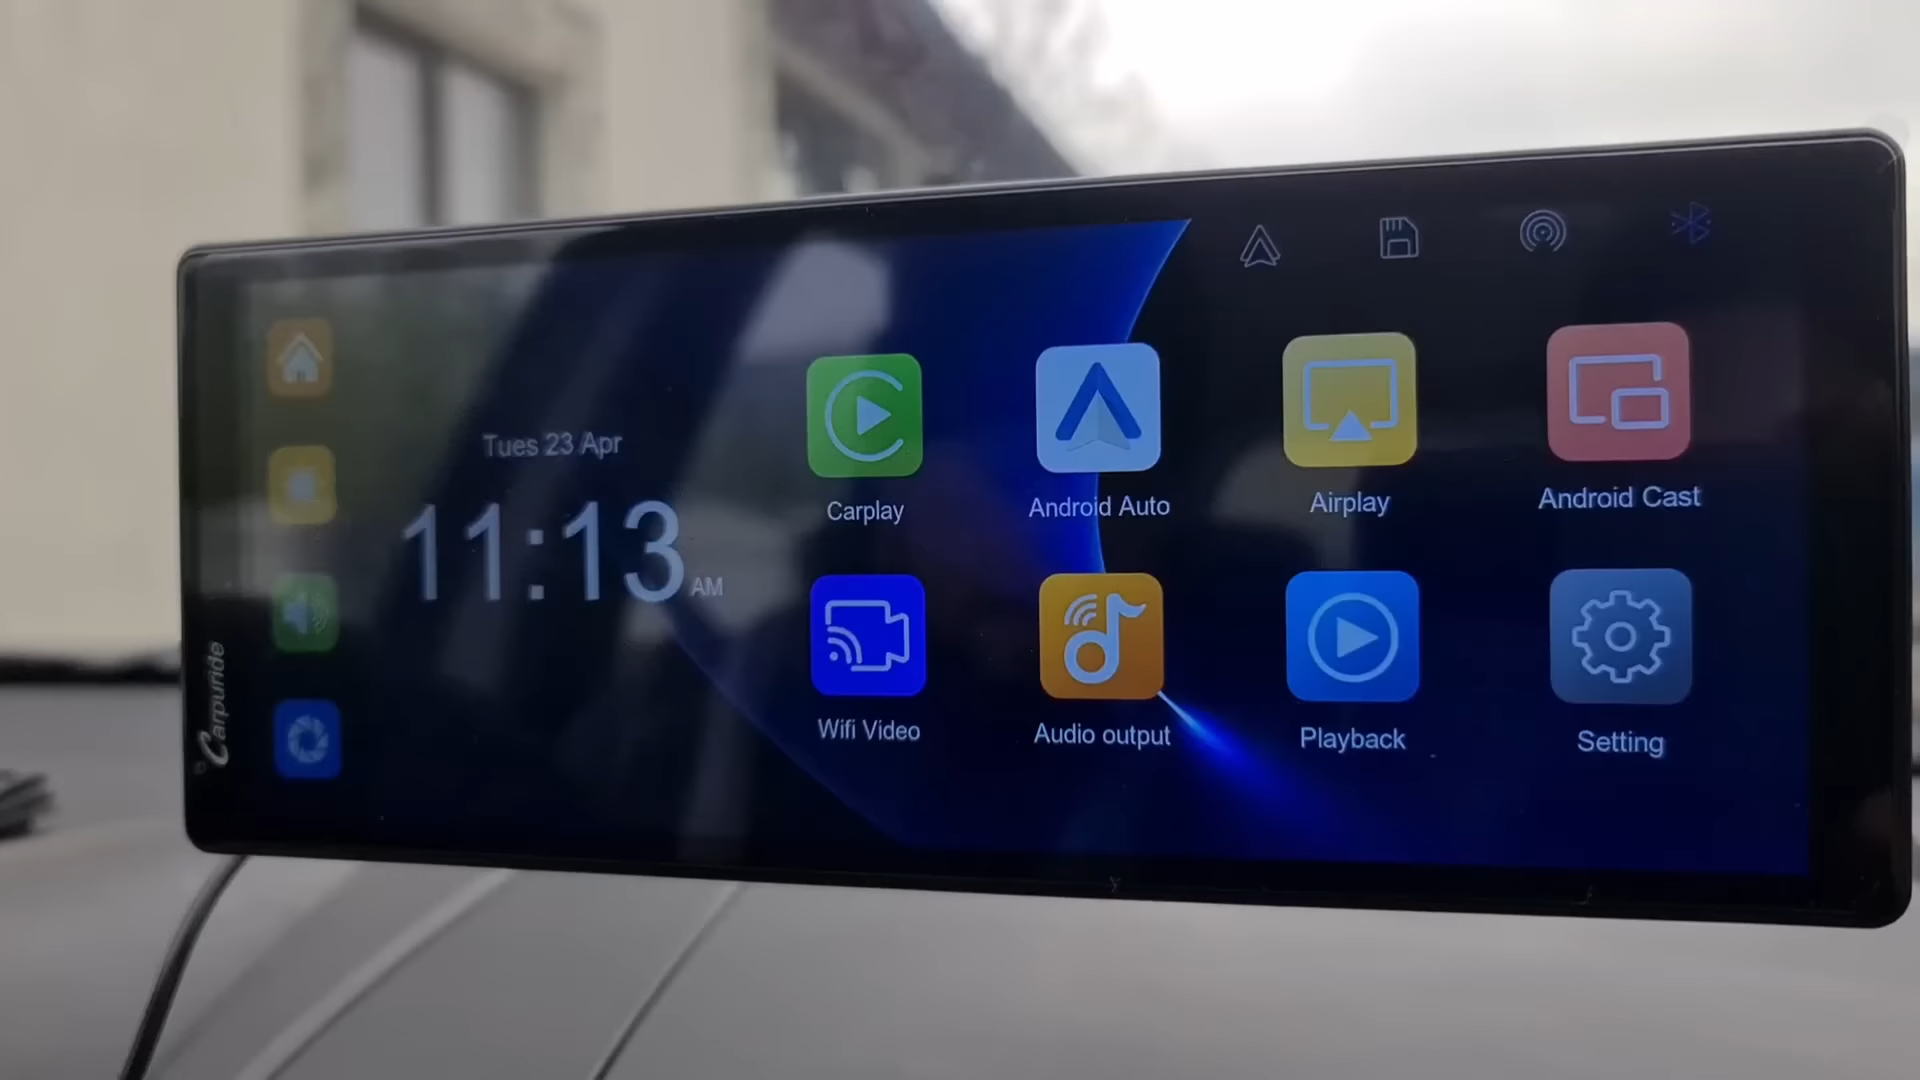 Tues 23 Apr
11:13 AM
Carplay
Android Auto
Airplay
Android Cast
Wifi Video
Audio output
Playback
Setting
Carpuride